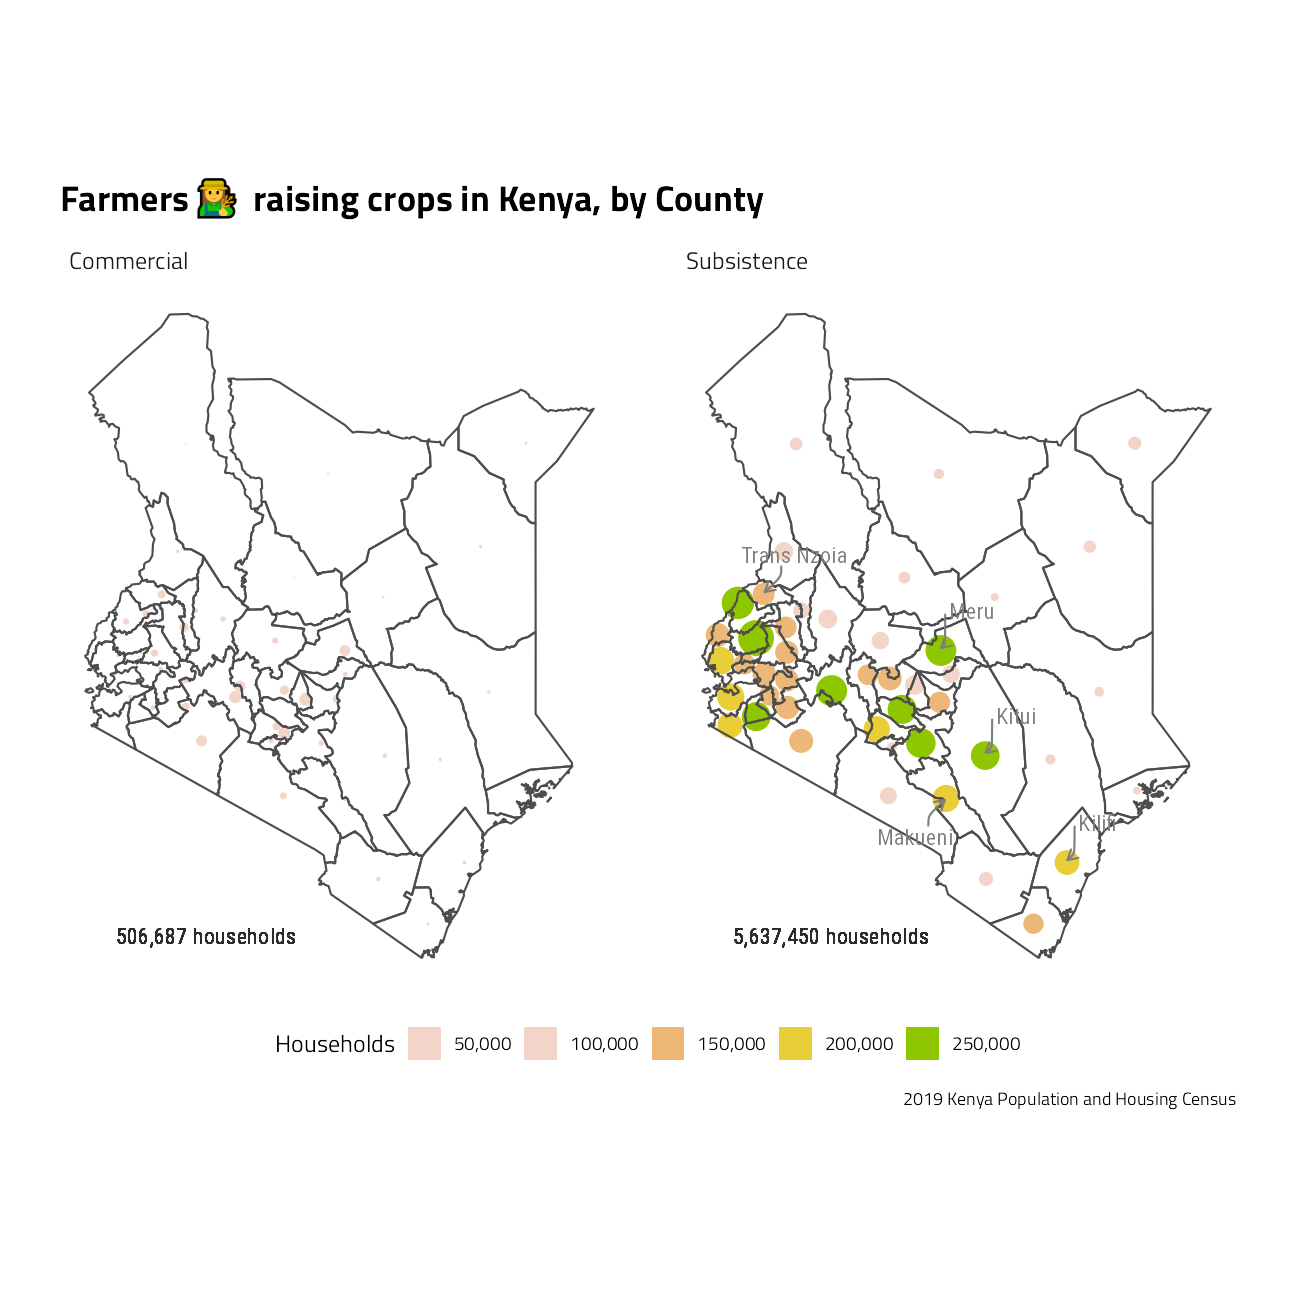 Farmers raising crops in Kenya, by County
Commercial
Subsistence
Trans Nzoia
Meru
Kitui
Makueni
Kilifi
506,687 households
5,637,450 households
Households 50,000 100,000 150,000 200,000 250,000
2019 Kenya Population and Housing Census